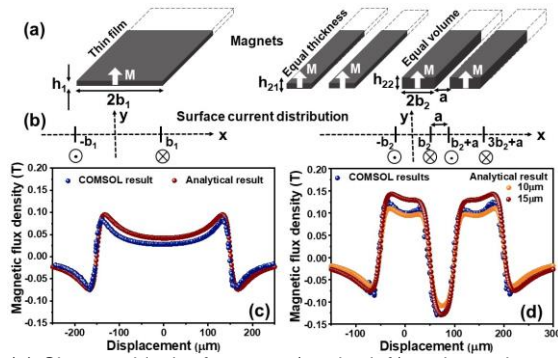 (a)
Thin film
Magnets
Equal thickness
Equal volume
M
M
M
M
M
h1
h21
h22
2b1
2b2
a
(b)
y
Surface current distribution
y
a
-b1
b1
x
-b2
b2
b2+a
3b2+a
x
COMSOL result
Analytical result
Magnetic flux density (T)
0.20
0.15
0.10
0.05
0.00
-0.05
-0.10
-0.15
(c)
-200
-100
0
100
200
Displacement (μm)
COMSOL results
Analytical result
10μm
15μm
Magnetic flux density (T)
0.20
0.15
0.10
0.05
0.00
-0.05
-0.10
-0.15
(d)
-100
0
100
200
300
Displacement (μm)